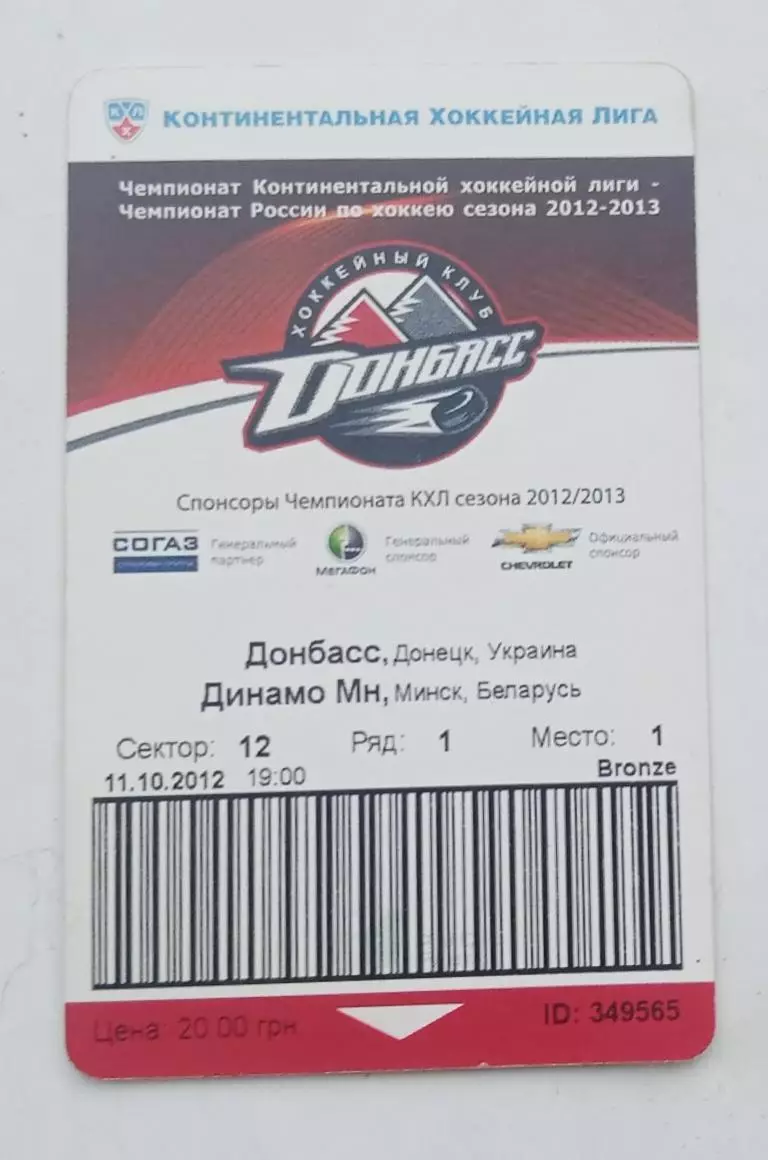 КХЛ
Континентальная Хоккейная Лига
Чемпионат Континентальной хоккейной лиги -
Чемпионат России по хоккею сезона 2012-2013
ХОККЕЙНЫЙ КЛУБ
ДОНБАСС
Спонсоры Чемпионата КХЛ сезона 2012/2013
СОГАЗ Генеральный партнер
МЕГАФОН Генеральный спонсор
CHEVROLET Официальный спонсор
Донбасс, Донецк, Украина
Динамо Мн, Минск, Беларусь
Сектор: 12 Ряд: 1 Место: 1
11.10.2012 19:00 Bronze
Цена: 20.00 грн ID: 349565